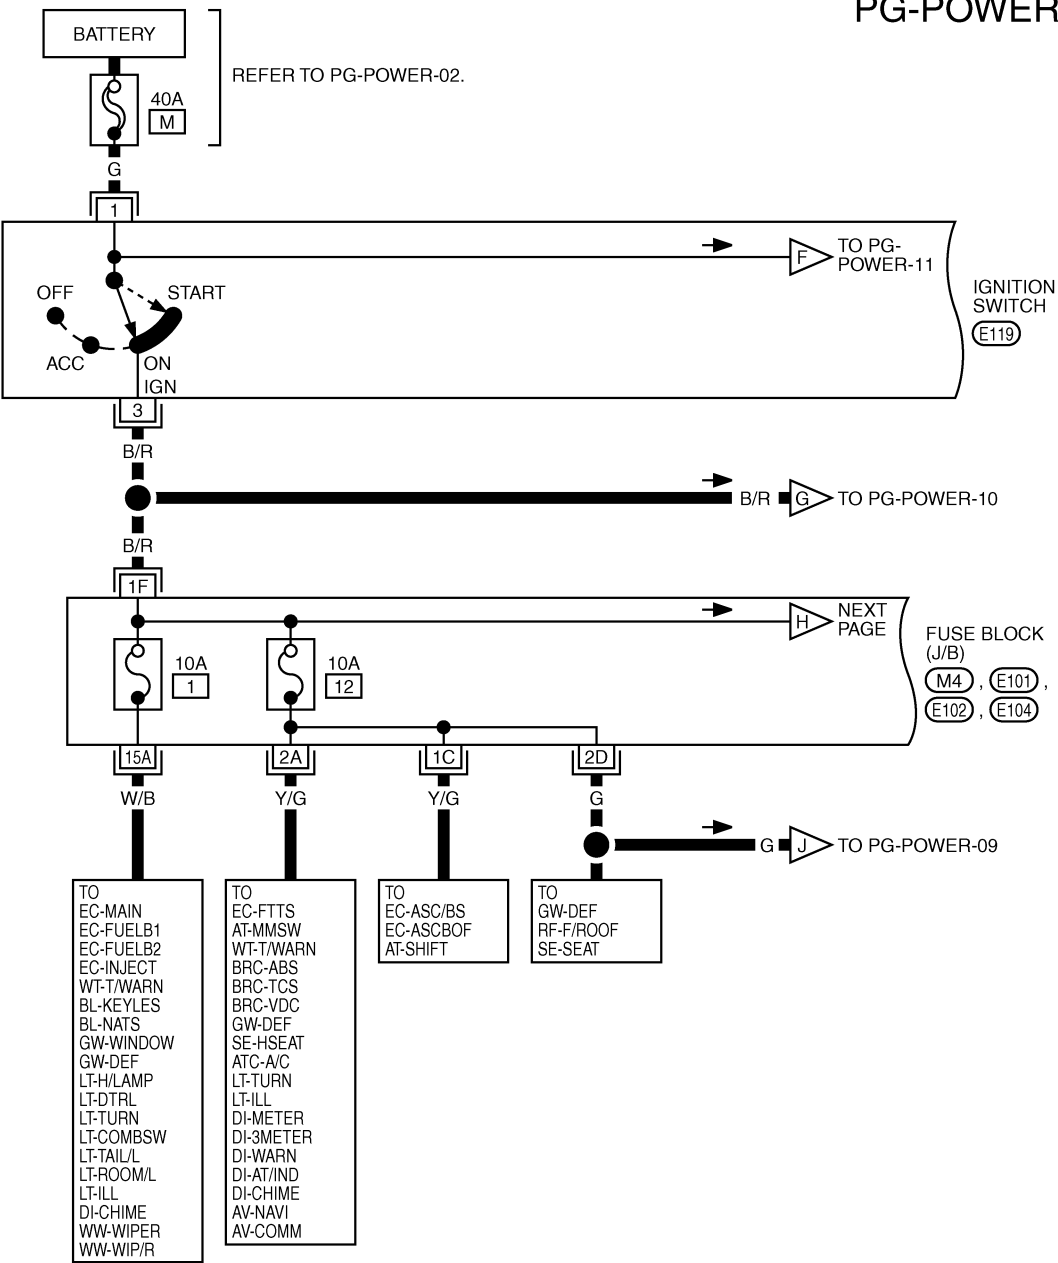 PG-POWER
BATTERY
REFER TO PG-POWER-02.
40A
M
G
1
F
TO PG-
POWER-11
OFF
START
ACC
ON
IGN
IGNITION
SWITCH
E119
3
B/R
B/R
G
TO PG-POWER-10
B/R
1F
H
NEXT
PAGE
10A
1
10A
12
FUSE BLOCK
(J/B)
M4 , E101 ,
E102 , E104
15A
2A
1C
2D
W/B
Y/G
Y/G
G
G
J
TO PG-POWER-09
TO
EC-MAIN
EC-FUELB1
EC-FUELB2
EC-INJECT
WT-T/WARN
BL-KEYLES
BL-NATS
GW-WINDOW
GW-DEF
LT-H/LAMP
LT-DTRL
LT-TURN
LT-COMBSW
LT-TAIL/L
LT-ROOM/L
LT-ILL
DI-CHIME
WW-WIPER
WW-WIP/R
TO
EC-FTTS
AT-MMSW
WT-T/WARN
BRC-ABS
BRC-TCS
BRC-VDC
GW-DEF
SE-HSEAT
ATC-A/C
LT-TURN
LT-ILL
DI-METER
DI-3METER
DI-WARN
DI-AT/IND
DI-CHIME
AV-NAVI
AV-COMM
TO
EC-ASC/BS
EC-ASCBOF
AT-SHIFT
TO
GW-DEF
RF-F/ROOF
SE-SEAT